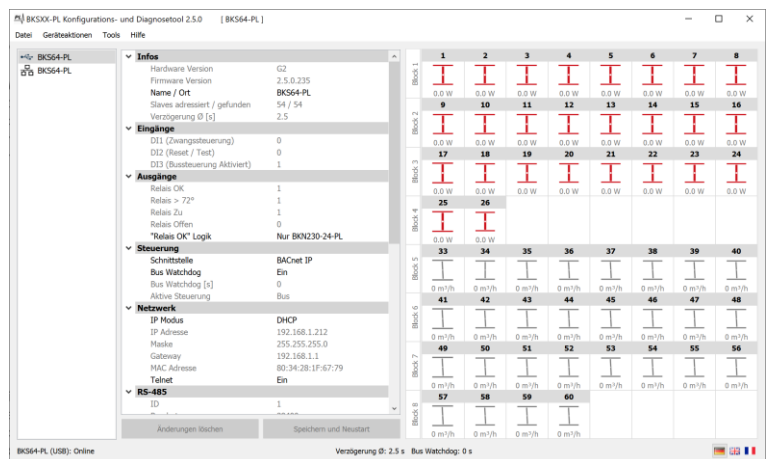 BKSXX-PL Konfigurations- und Diagnosetool 2.5.0 [ BKS64-PL ]
Datei Geräteaktionen Tools Hilfe
BKS64-PL
BKS64-PL
Infos
Hardware Version G2
Firmware Version 2.5.0.235
Name / Ort BKS64-PL
Slaves adressiert / gefunden 54 / 54
Verzögerung Ø [s] 2.5
Eingänge
DI1 (Zwangssteuerung) 0
DI2 (Reset / Test) 0
DI3 (Bussteuerung Aktiviert) 1
Ausgänge
Relais OK 1
Relais > 72° 1
Relais Zu 1
Relais Offen 0
"Relais OK" Logik Nur BKN230-24-PL
Steuerung
Schnittstelle BACnet IP
Bus Watchdog Ein
Bus Watchdog [s] 0
Aktive Steuerung Bus
Netzwerk
IP Modus DHCP
IP Adresse 192.168.1.212
Maske 255.255.255.0
Gateway 192.168.1.1
MAC Adresse 80:34:28:1F:67:79
Telnet Ein
RS-485
ID 1
Änderungen löschen Speichern und Neustart
Block 1
1 2 3 4 5 6 7 8
0.0 W 0.0 W 0.0 W 0.0 W 0.0 W 0.0 W 0.0 W 0.0 W
Block 2
9 10 11 12 13 14 15 16
0.0 W 0.0 W 0.0 W 0.0 W 0.0 W 0.0 W 0.0 W 0.0 W
Block 3
17 18 19 20 21 22 23 24
0.0 W 0.0 W 0.0 W 0.0 W 0.0 W 0.0 W 0.0 W 0.0 W
Block 4
25 26
0.0 W 0.0 W
Block 5
33 34 35 36 37 38 39 40
0 m³/h 0 m³/h 0 m³/h 0 m³/h 0 m³/h 0 m³/h 0 m³/h 0 m³/h
Block 6
41 42 43 44 45 46 47 48
0 m³/h 0 m³/h 0 m³/h 0 m³/h 0 m³/h 0 m³/h 0 m³/h 0 m³/h
Block 7
49 50 51 52 53 54 55 56
0 m³/h 0 m³/h 0 m³/h 0 m³/h 0 m³/h 0 m³/h 0 m³/h 0 m³/h
Block 8
57 58 59 60
0 m³/h 0 m³/h 0 m³/h 0 m³/h
BKS64-PL (USB): Online Verzögerung Ø: 2.5 s Bus Watchdog: 0 s